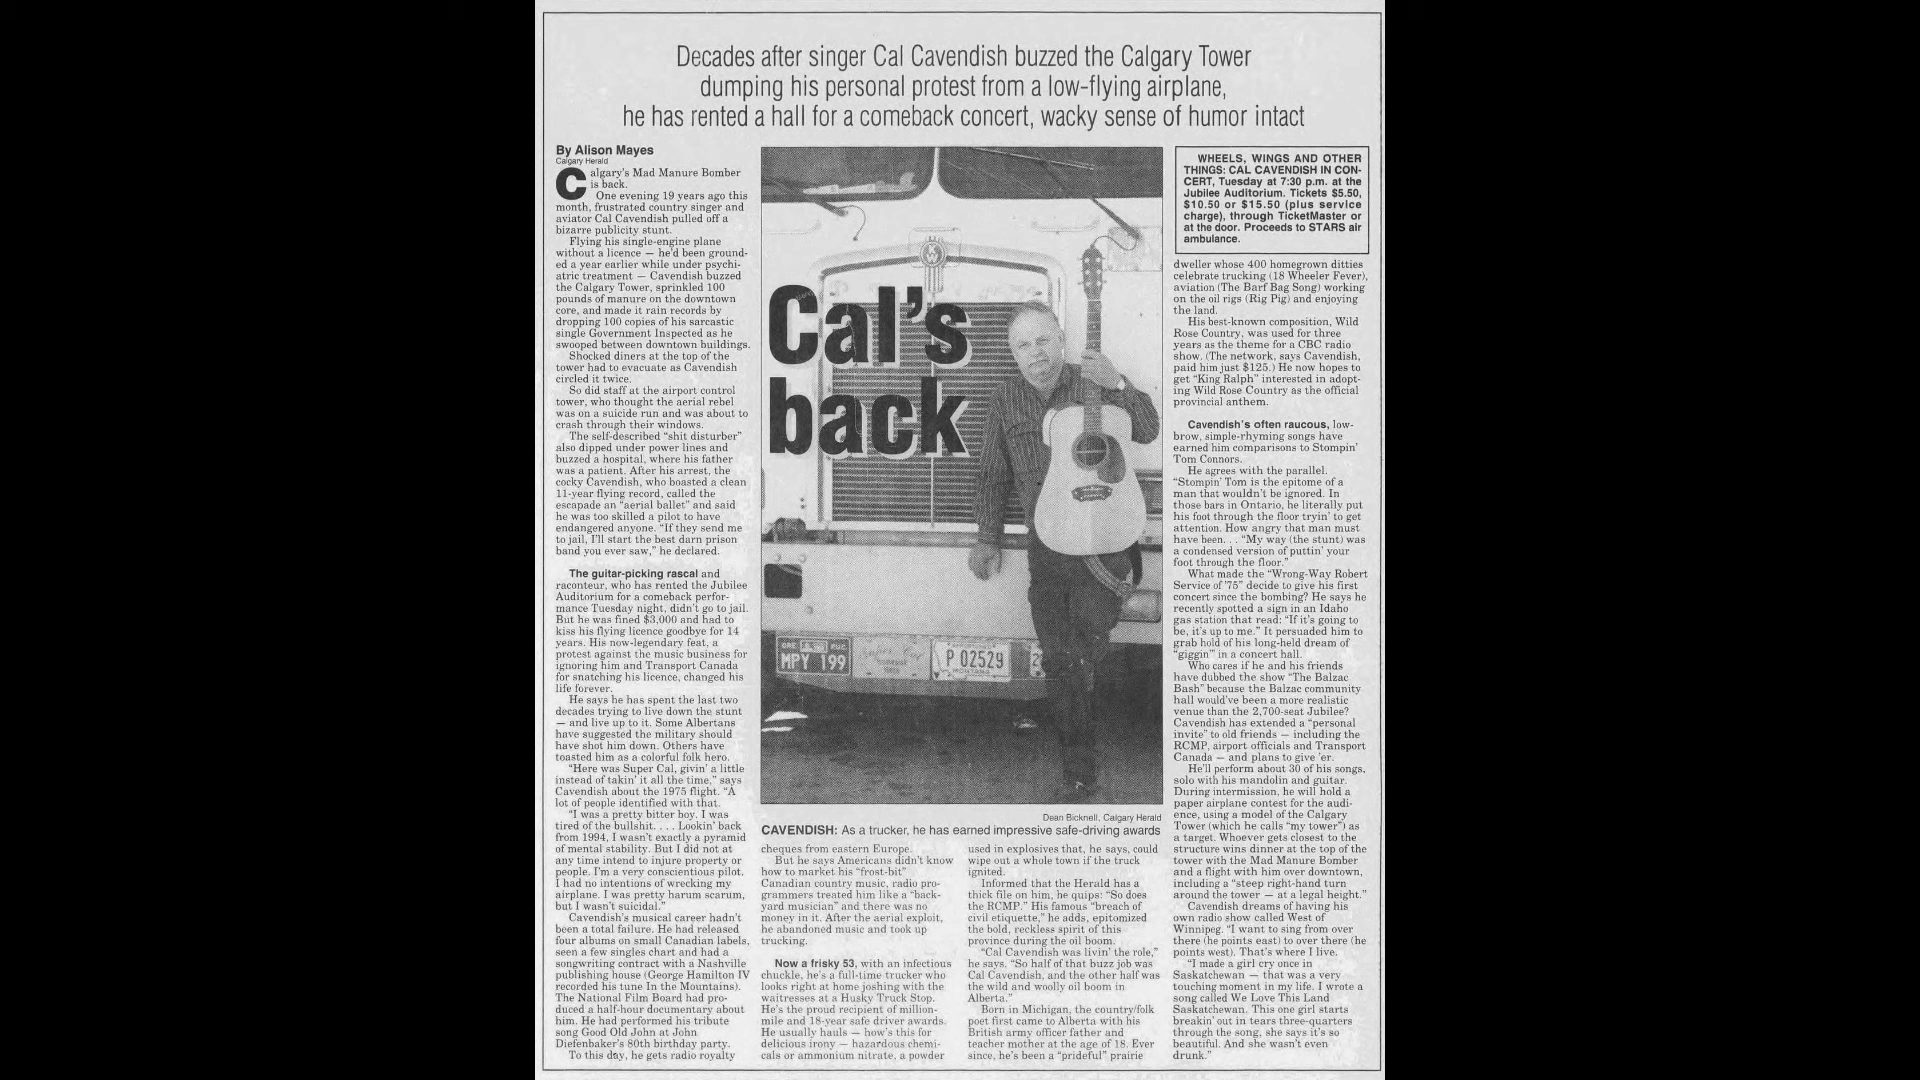 Decades after singer Cal Cavendish buzzed the Calgary Tower
dumping his personal protest from a low-flying airplane,
he has rented a hall for a comeback concert, wacky sense of humor intact
By Alison Mayes
Calgary Herald
Calgary's Mad Manure Bomber
is back.
One evening 19 years ago this
month, frustrated country singer and
aviator Cal Cavendish pulled off a
bizarre publicity stunt.
Flying his single-engine plane
without a licence — he'd been ground-
ed a year earlier while under psychi-
atric treatment — Cavendish buzzed
the Calgary Tower, sprinkled 100
pounds of manure on the downtown
core, and made it rain records by
dropping 100 copies of his sarcastic
single Government Inspected as he
swooped between downtown buildings.
Shocked diners at the top of the
tower had to evacuate as Cavendish
circled it twice.
So did staff at the airport control
tower, who thought the aerial rebel
was on a suicide run and was about to
crash through their windows.
The self-described “shit disturber”
also dipped under power lines and
buzzed a hospital, where his father
was a patient. After his arrest, the
cocky Cavendish, who boasted a clean
11-year flying record, called the
escapade an “aerial ballet” and said
he was too skilled a pilot to have
endangered anyone. “If they send me
to jail, I'll start the best darn prison
band you ever saw,” he declared.
The guitar-picking rascal and
raconteur, who has rented the Jubilee
Auditorium for a comeback perfor-
mance Tuesday night, didn't go to jail.
But he was fined $3,000 and had to
kiss his flying licence goodbye for 14
years. His now-legendary feat, a
protest against the music business for
ignoring him and Transport Canada
for snatching his licence, changed his
life forever.
He says he has spent the last two
decades trying to live down the stunt
— and live up to it. Some Albertans
have suggested the military should
have shot him down. Others have
toasted him as a colorful folk hero.
“Here was Super Cal, givin' a little
instead of takin' it all the time,” says
Cavendish about the 1975 flight. “A
lot of people identified with that.
“I was a pretty bitter boy. I was
tired of the bullshit. . . . Lookin' back
from 1994, I wasn't exactly a pyramid
of mental stability. But I did not at
any time intend to injure property or
people. I'm a very conscientious pilot.
I had no intentions of wrecking my
airplane. I was pretty harum scarum,
but I wasn't suicidal.”
Cavendish's musical career hadn't
been a total failure. He had released
four albums on small Canadian labels,
seen a few singles chart and had a
songwriting contract with a Nashville
publishing house (George Hamilton IV
recorded his tune In the Mountains).
The National Film Board had pro-
duced a half-hour documentary about
him. He had performed his tribute
song Good Old John at John
Diefenbaker's 80th birthday party.
To this day, he gets radio royalty
Cal's
back
MPY 199
P 02529
Dean Bicknell, Calgary Herald
CAVENDISH: As a trucker, he has earned impressive safe-driving awards
cheques from eastern Europe.
But he says Americans didn't know
how to market his “frost-bit”
Canadian country music, radio pro-
grammers treated him like a “back-
yard musician” and there was no
money in it. After the aerial exploit,
he abandoned music and took up
trucking.
Now a frisky 53, with an infectious
chuckle, he's a full-time trucker who
looks right at home joshing with the
waitresses at a Husky Truck Stop.
He's the proud recipient of million-
mile and 18-year safe driver awards.
He usually hauls — how's this for
delicious irony — hazardous chemi-
cals or ammonium nitrate, a powder
used in explosives that, he says, could
wipe out a whole town if the truck
ignited.
Informed that the Herald has a
thick file on him, he quips: “So does
the RCMP.” His famous “breach of
civil etiquette,” he adds, epitomized
the bold, reckless spirit of this
province during the oil boom.
“Cal Cavendish was livin' the role,”
he says. “So half of that buzz job was
Cal Cavendish, and the other half was
the wild and woolly oil boom in
Alberta.”
Born in Michigan, the country/folk
poet first came to Alberta with his
British army officer father and
teacher mother at the age of 18. Ever
since, he's been a “prideful” prairie
WHEELS, WINGS AND OTHER
THINGS: CAL CAVENDISH IN CON-
CERT, Tuesday at 7:30 p.m. at the
Jubilee Auditorium. Tickets $5.50,
$10.50 or $15.50 (plus service
charge), through TicketMaster or
at the door. Proceeds to STARS air
ambulance.
dweller whose 400 homegrown ditties
celebrate trucking (18 Wheeler Fever),
aviation (The Barf Bag Song) working
on the oil rigs (Rig Pig) and enjoying
the land.
His best-known composition, Wild
Rose Country, was used for three
years as the theme for a CBC radio
show. (The network, says Cavendish,
paid him just $125.) He now hopes to
get “King Ralph” interested in adopt-
ing Wild Rose Country as the official
provincial anthem.
Cavendish's often raucous, low-
brow, simple-rhyming songs have
earned him comparisons to Stompin'
Tom Connors.
He agrees with the parallel.
“Stompin' Tom is the epitome of a
man that wouldn't be ignored. In
those bars in Ontario, he literally put
his foot through the floor tryin' to get
attention. How angry that man must
have been. . . “My way (the stunt) was
a condensed version of puttin' your
foot through the floor.”
What made the “Wrong-Way Robert
Service of '75” decide to give his first
concert since the bombing? He says he
recently spotted a sign in an Idaho
gas station that read: “If it's going to
be, it's up to me.” It persuaded him to
grab hold of his long-held dream of
“giggin'” in a concert hall.
Who cares if he and his friends
have dubbed the show “The Balzac
Bash” because the Balzac community
hall would've been a more realistic
venue than the 2,700-seat Jubilee?
Cavendish has extended a “personal
invite” to old friends — including the
RCMP, airport officials and Transport
Canada — and plans to give 'er.
He'll perform about 30 of his songs,
solo with his mandolin and guitar.
During intermission, he will hold a
paper airplane contest for the audi-
ence, using a model of the Calgary
Tower (which he calls “my tower”) as
a target. Whoever gets closest to the
structure wins dinner at the top of the
tower with the Mad Manure Bomber
and a flight with him over downtown,
including a “steep right-hand turn
around the tower — at a legal height.”
Cavendish dreams of having his
own radio show called West of
Winnipeg. “I want to sing from over
there (he points east) to over there (he
points west). That's where I live.
“I made a girl cry once in
Saskatchewan — that was a very
touching moment in my life. I wrote a
song called We Love This Land
Saskatchewan. This one girl starts
breakin' out in tears three-quarters
through the song, she says it's so
beautiful. And she wasn't even
drunk.”